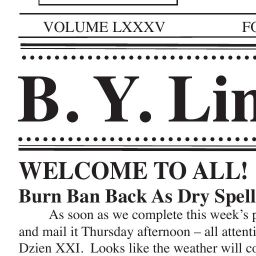 VOLUME LXXXV FO
B. Y. Lin
WELCOME TO ALL!
Burn Ban Back As Dry Spell
As soon as we complete this week's p
and mail it Thursday afternoon – all attenti
Dzien XXI. Looks like the weather will co